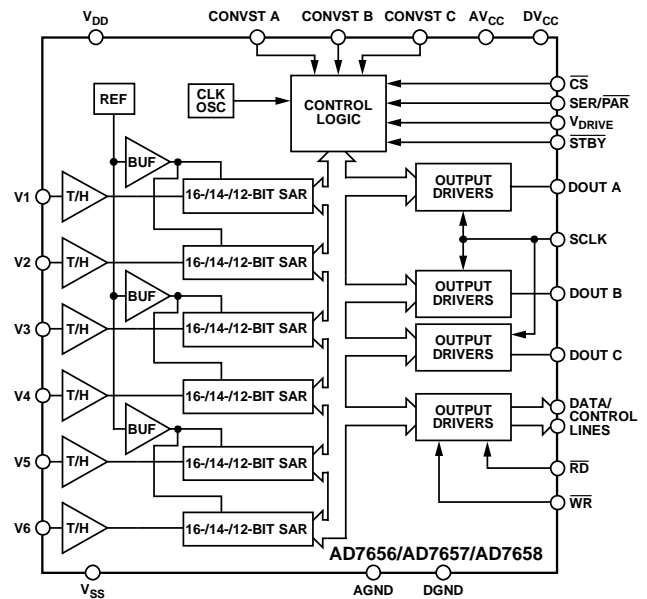 VDD
CONVST A
CONVST B
CONVST C
AVCC
DVCC
REF
CLK
OSC
CONTROL
LOGIC
CS
SER/PAR
VDRIVE
STBY
BUF
OUTPUT
DRIVERS
DOUT A
V1
T/H
16-/14-/12-BIT SAR
SCLK
V2
T/H
16-/14-/12-BIT SAR
BUF
OUTPUT
DRIVERS
DOUT B
V3
T/H
16-/14-/12-BIT SAR
OUTPUT
DRIVERS
DOUT C
V4
T/H
16-/14-/12-BIT SAR
OUTPUT
DRIVERS
DATA/
CONTROL
LINES
BUF
V5
T/H
16-/14-/12-BIT SAR
RD
WR
V6
T/H
16-/14-/12-BIT SAR
AD7656/AD7657/AD7658
VSS
AGND
DGND